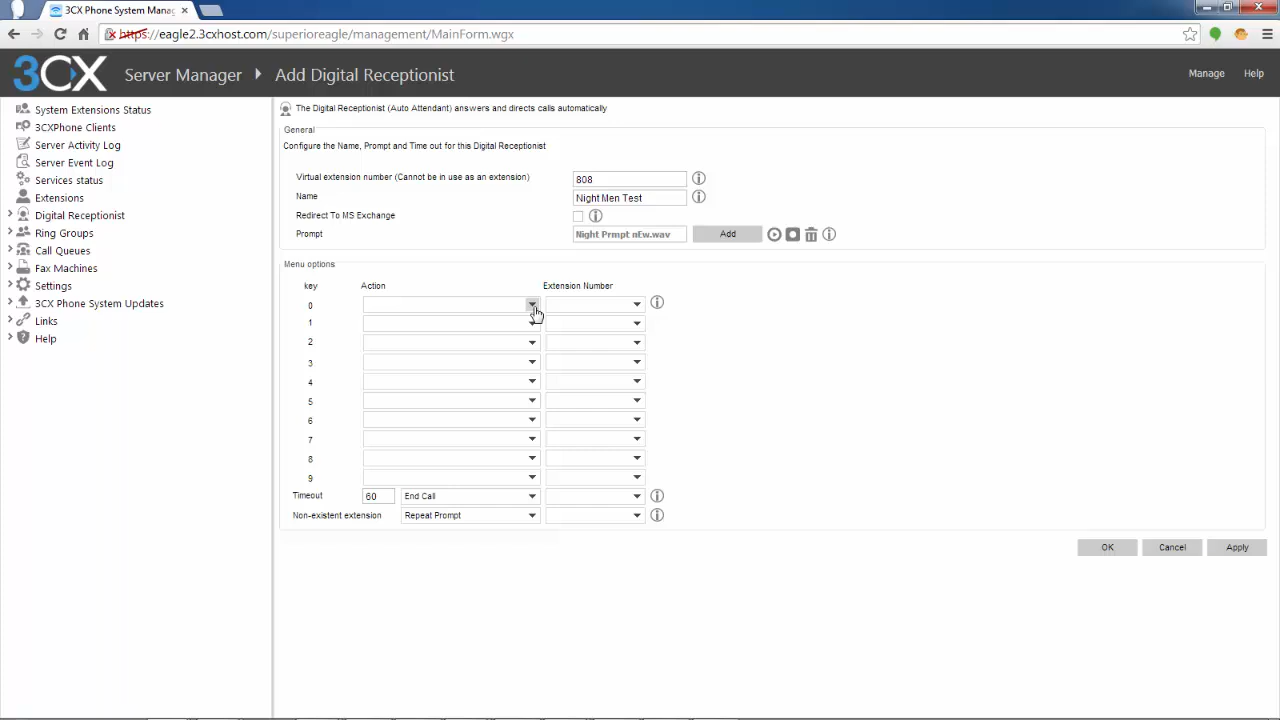 3CX Phone System Manag
https://eagle2.3cxhost.com/superioreagle/management/MainForm.wgx
3CX Server Manager Add Digital Receptionist Manage Help
System Extensions Status
3CXPhone Clients
Server Activity Log
Server Event Log
Services status
Extensions
Digital Receptionist
Ring Groups
Call Queues
Fax Machines
Settings
3CX Phone System Updates
Links
Help
The Digital Receptionist (Auto Attendant) answers and directs calls automatically
General
Configure the Name, Prompt and Time out for this Digital Receptionist
Virtual extension number (Cannot be in use as an extension) 808
Name Night Men Test
Redirect To MS Exchange
Prompt Night Prmpt nEw.wav Add
Menu options
key Action Extension Number
0
1
2
3
4
5
6
7
8
9
Timeout 60 End Call
Non-existent extension Repeat Prompt
OK Cancel Apply